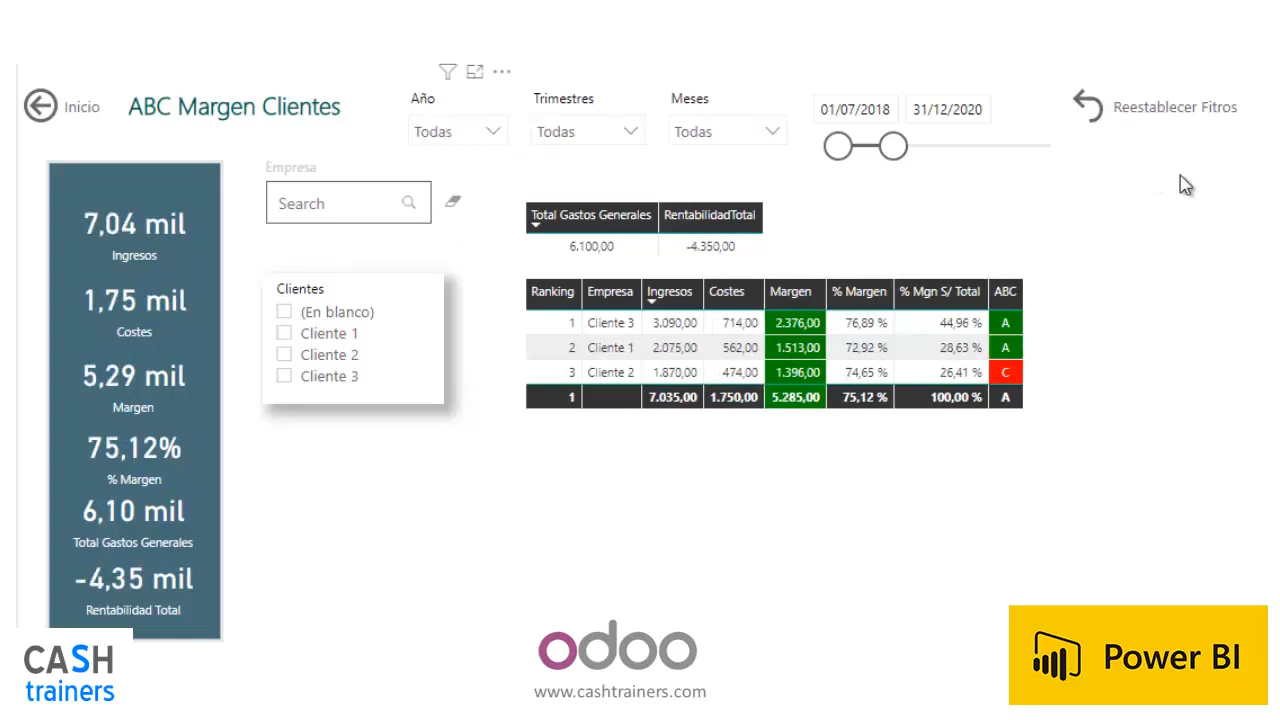 Inicio
ABC Margen Clientes
Año
Todas
Trimestres
Todas
Meses
Todas
01/07/2018 31/12/2020
Reestablecer Fitros
7,04 mil
Ingresos
1,75 mil
Costes
5,29 mil
Margen
75,12%
% Margen
6,10 mil
Total Gastos Generales
-4,35 mil
Rentabilidad Total
Empresa
Search
Clientes
(En blanco)
Cliente 1
Cliente 2
Cliente 3
Total Gastos Generales RentabilidadTotal
6.100,00 -4.350,00
Ranking Empresa Ingresos Costes Margen % Margen % Mgn S/ Total ABC
1 Cliente 3 3.090,00 714,00 2.376,00 76,89 % 44,96 % A
2 Cliente 1 2.075,00 562,00 1.513,00 72,92 % 28,63 % A
3 Cliente 2 1.870,00 474,00 1.396,00 74,65 % 26,41 % C
1 7.035,00 1.750,00 5.285,00 75,12 % 100,00 % A
CASH
trainers
odoo
www.cashtrainers.com
Power BI